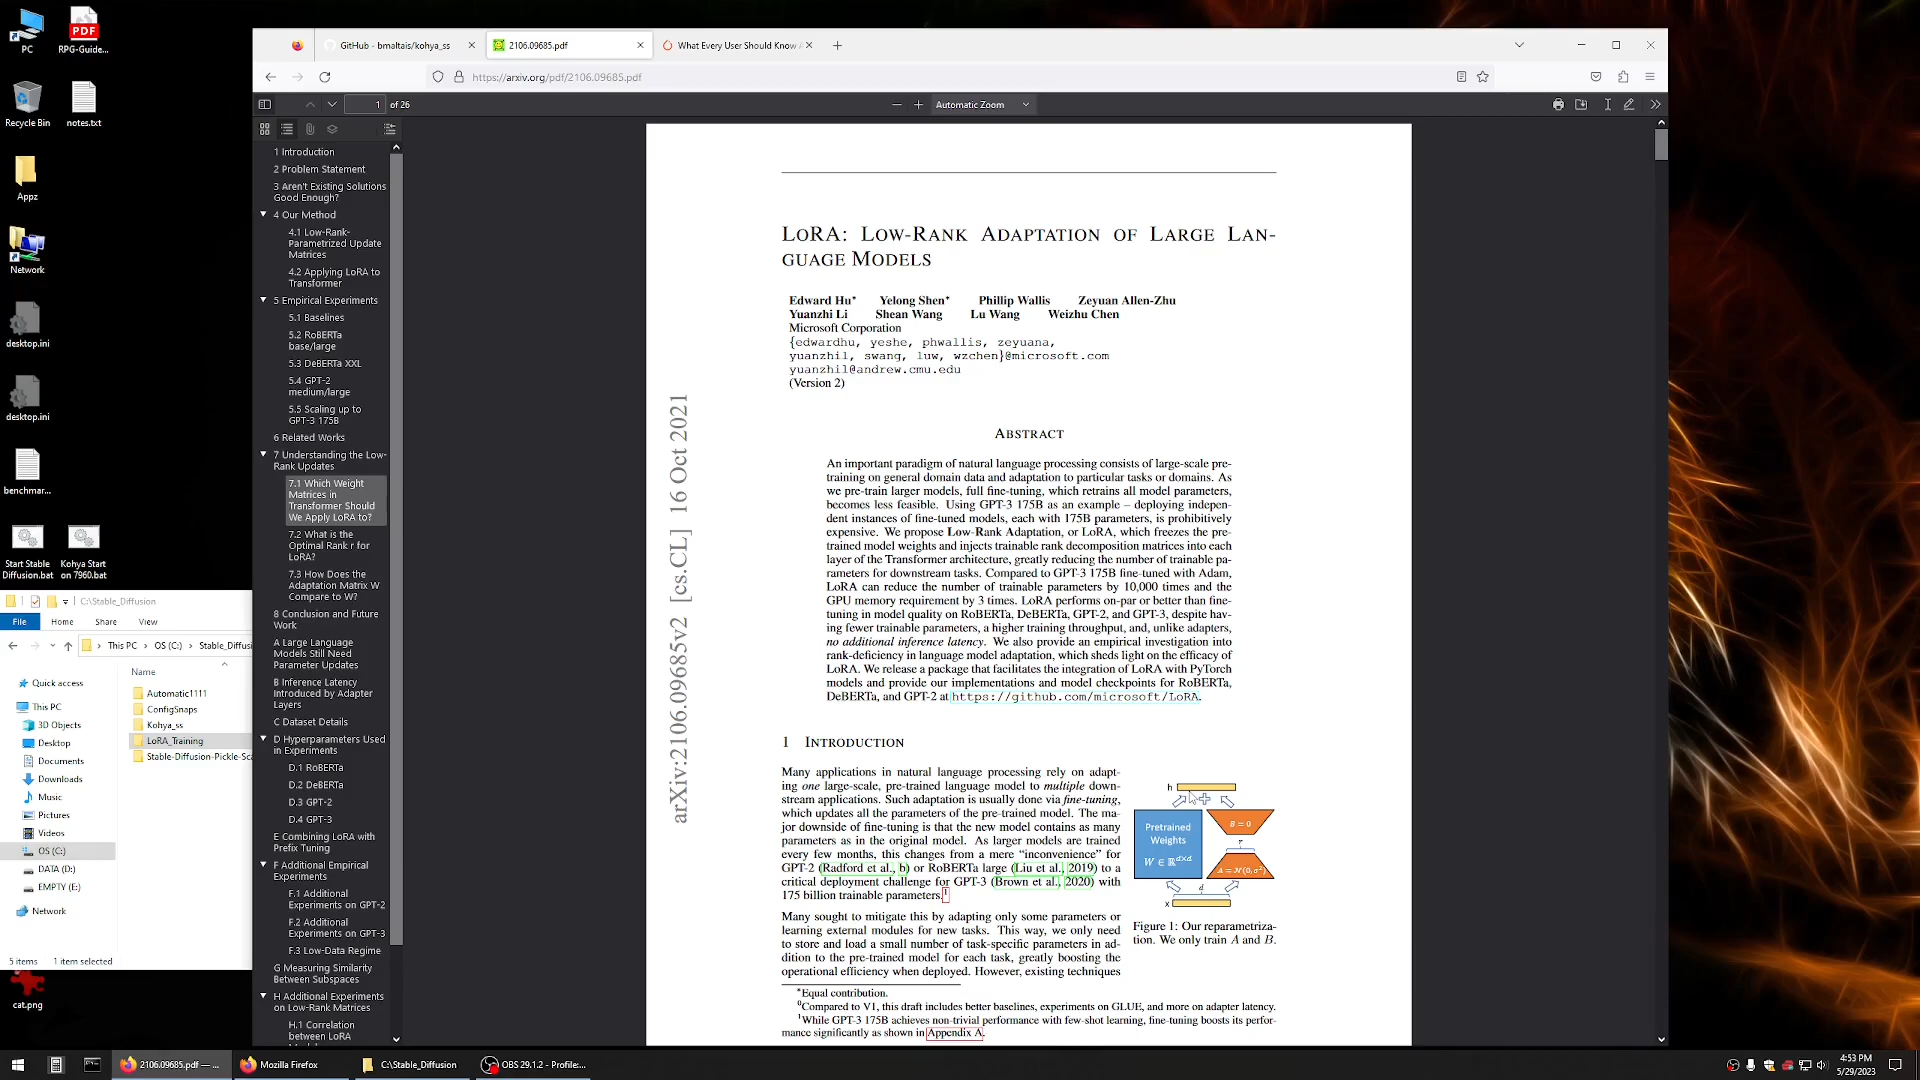 PC
RPG-Guide...
Recycle Bin
notes.txt
Appz
Network
desktop.ini
desktop.ini
benchmar...
Start Stable
Diffusion.bat
Kohya Start
on 7960.bat
cat.png
GitHub - bmaltais/kohya_ss
2106.09685.pdf
What Every User Should Know
https://arxiv.org/pdf/2106.09685.pdf
1 of 26
Automatic Zoom
1 Introduction
2 Problem Statement
3 Aren't Existing Solutions
Good Enough?
4 Our Method
4.1 Low-Rank-
Parametrized Update
Matrices
4.2 Applying LoRA to
Transformer
5 Empirical Experiments
5.1 Baselines
5.2 RoBERTa
base/large
5.3 DeBERTa XXL
5.4 GPT-2
medium/large
5.5 Scaling up to
GPT-3 175B
6 Related Works
7 Understanding the Low-
Rank Updates
7.1 Which Weight
Matrices in
Transformer Should
We Apply LoRA to?
7.2 What is the
Optimal Rank r for
LoRA?
7.3 How Does the
Adaptation Matrix W
Compare to W?
8 Conclusion and Future
Work
A Large Language
Models Still Need
Parameter Updates
B Inference Latency
Introduced by Adapter
Layers
C Dataset Details
D Hyperparameters Used
in Experiments
D.1 RoBERTa
D.2 DeBERTa
D.3 GPT-2
D.4 GPT-3
E Combining LoRA with
Prefix Tuning
F Additional Empirical
Experiments
F.1 Additional
Experiments on GPT-2
F.2 Additional
Experiments on GPT-3
F.3 Low-Data Regime
G Measuring Similarity
Between Subspaces
H Additional Experiments
on Low-Rank Matrices
H.1 Correlation
between LoRA
LORA: LOW-RANK ADAPTATION OF LARGE LAN-
GUAGE MODELS
Edward Hu* Yelong Shen* Phillip Wallis Zeyuan Allen-Zhu
Yuanzhi Li Shean Wang Lu Wang Weizhu Chen
Microsoft Corporation
{edwardhu, yeshe, phwallis, zeyuana,
yuanzhil, swang, luw, wzchen}@microsoft.com
yuanzhil@andrew.cmu.edu
(Version 2)
arXiv:2106.09685v2 [cs.CL] 16 Oct 2021
ABSTRACT
An important paradigm of natural language processing consists of large-scale pre-
training on general domain data and adaptation to particular tasks or domains. As
we pre-train larger models, full fine-tuning, which retrains all model parameters,
becomes less feasible. Using GPT-3 175B as an example – deploying indepen-
dent instances of fine-tuned models, each with 175B parameters, is prohibitively
expensive. We propose Low-Rank Adaptation, or LoRA, which freezes the pre-
trained model weights and injects trainable rank decomposition matrices into each
layer of the Transformer architecture, greatly reducing the number of trainable pa-
rameters for downstream tasks. Compared to GPT-3 175B fine-tuned with Adam,
LoRA can reduce the number of trainable parameters by 10,000 times and the
GPU memory requirement by 3 times. LoRA performs on-par or better than fine-
tuning in model quality on RoBERTa, DeBERTa, GPT-2, and GPT-3, despite hav-
ing fewer trainable parameters, a higher training throughput, and, unlike adapters,
no additional inference latency. We also provide an empirical investigation into
rank-deficiency in language model adaptation, which sheds light on the efficacy of
LoRA. We release a package that facilitates the integration of LoRA with PyTorch
models and provide our implementations and model checkpoints for RoBERTa,
DeBERTa, and GPT-2 at https://github.com/microsoft/LoRA.
1 INTRODUCTION
Many applications in natural language processing rely on adapt-
ing one large-scale, pre-trained language model to multiple down-
stream applications. Such adaptation is usually done via fine-tuning,
which updates all the parameters of the pre-trained model. The ma-
jor downside of fine-tuning is that the new model contains as many
parameters as in the original model. As larger models are trained
every few months, this changes from a mere “inconvenience” for
GPT-2 (Radford et al., b) or RoBERTa large (Liu et al., 2019) to a
critical deployment challenge for GPT-3 (Brown et al., 2020) with
175 billion trainable parameters.1
Many sought to mitigate this by adapting only some parameters or
learning external modules for new tasks. This way, we only need
to store and load a small number of task-specific parameters in ad-
dition to the pre-trained model for each task, greatly boosting the
operational efficiency when deployed. However, existing techniques
h
Pretrained
Weights
W ∈ ℝ^d×d
B = 0
r
A = 𝒩(0, σ²)
d
x
Figure 1: Our reparametriza-
tion. We only train A and B.
*Equal contribution.
0Compared to V1, this draft includes better baselines, experiments on GLUE, and more on adapter latency.
1While GPT-3 175B achieves non-trivial performance with few-shot learning, fine-tuning boosts its perfor-
mance significantly as shown in Appendix A.
C:\Stable_Diffusion
File Home Share View
This PC OS (C:) Stable_Diffusi
Name
Quick access
This PC
3D Objects
Desktop
Documents
Downloads
Music
Pictures
Videos
OS (C:)
DATA (D:)
EMPTY (E:)
Network
Automatic1111
ConfigSnaps
Kohya_ss
LoRA_Training
Stable-Diffusion-Pickle-Sca
5 items 1 item selected
2106.09685.pdf — ...
Mozilla Firefox
C:\Stable_Diffusion
OBS 29.1.2 - Profile:...
4:53 PM
5/29/2023